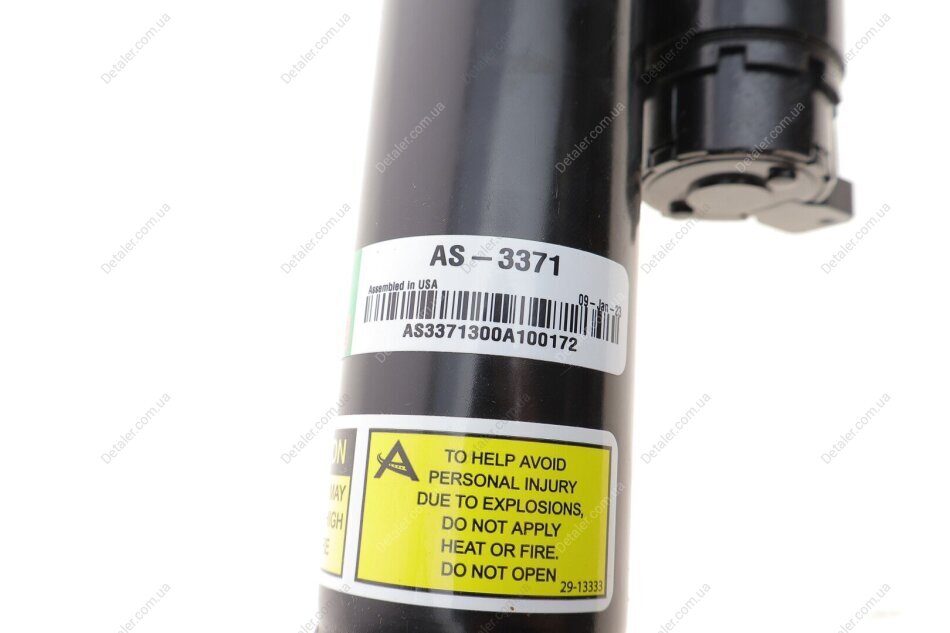 AS-3371
Assembled in USA
09-Jan-23
AS3371300A100172
TO HELP AVOID
PERSONAL INJURY
DUE TO EXPLOSIONS,
DO NOT APPLY
HEAT OR FIRE.
DO NOT OPEN
29-13333
Detaler.com.ua